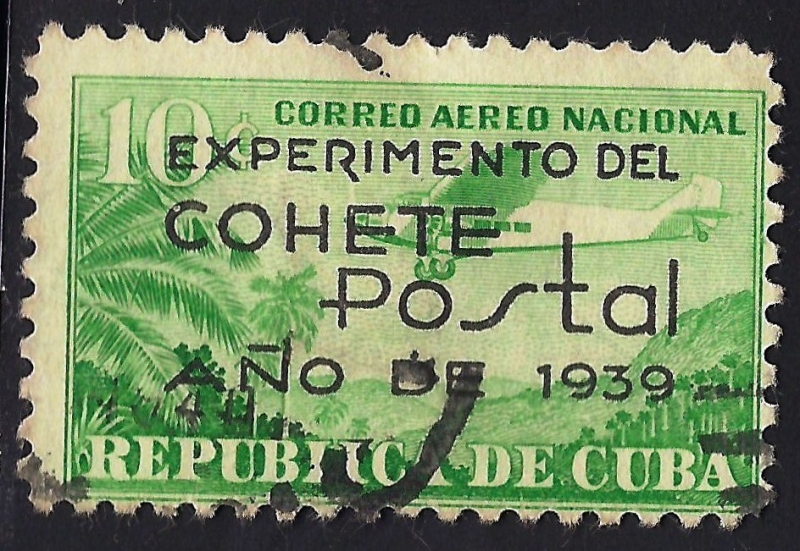 10¢ CORREO AEREO NACIONAL
EXPERIMENTO DEL
COHETE
Postal
AÑO DE 1939
REPUBLICA DE CUBA